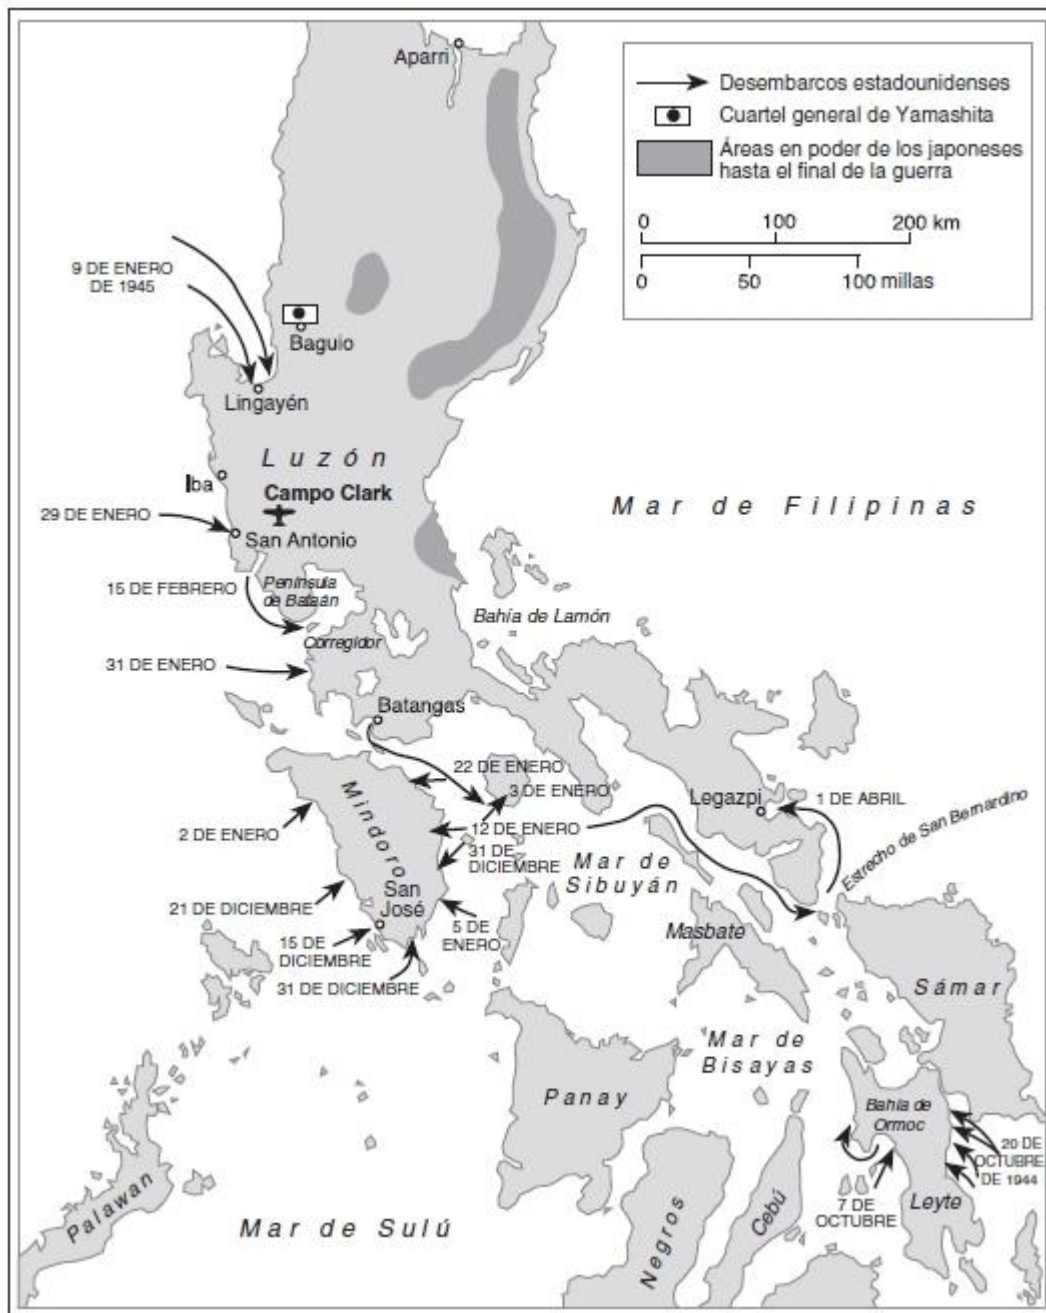 Aparri
Desembarcos estadounidenses
Cuartel general de Yamashita
Áreas en poder de los japoneses
hasta el final de la guerra
0 100 200 km
0 50 100 millas
9 DE ENERO
DE 1945
Baguio
Lingayén
Luzón
Iba
Campo Clark
Mar de Filipinas
29 DE ENERO
San Antonio
15 DE FEBRERO
Península
de Bataán
Bahía de Lamón
Corregidor
31 DE ENERO
Batangas
22 DE ENERO
3 DE ENERO
Legazpi
1 DE ABRIL
Estrecho de San Bernardino
Mindoro
2 DE ENERO
12 DE ENERO
31 DE
DICIEMBRE
Mar de
Sibuyán
San
José
21 DE DICIEMBRE
5 DE
ENERO
Masbate
15 DE
DICIEMBRE
31 DE DICIEMBRE
Sámar
Mar de
Bisayas
Panay
Bahía de
Ormoc
20 DE
OCTUBRE
DE 1944
7 DE
OCTUBRE
Leyte
Palawan
Mar de Sulú
Negros
Cebú